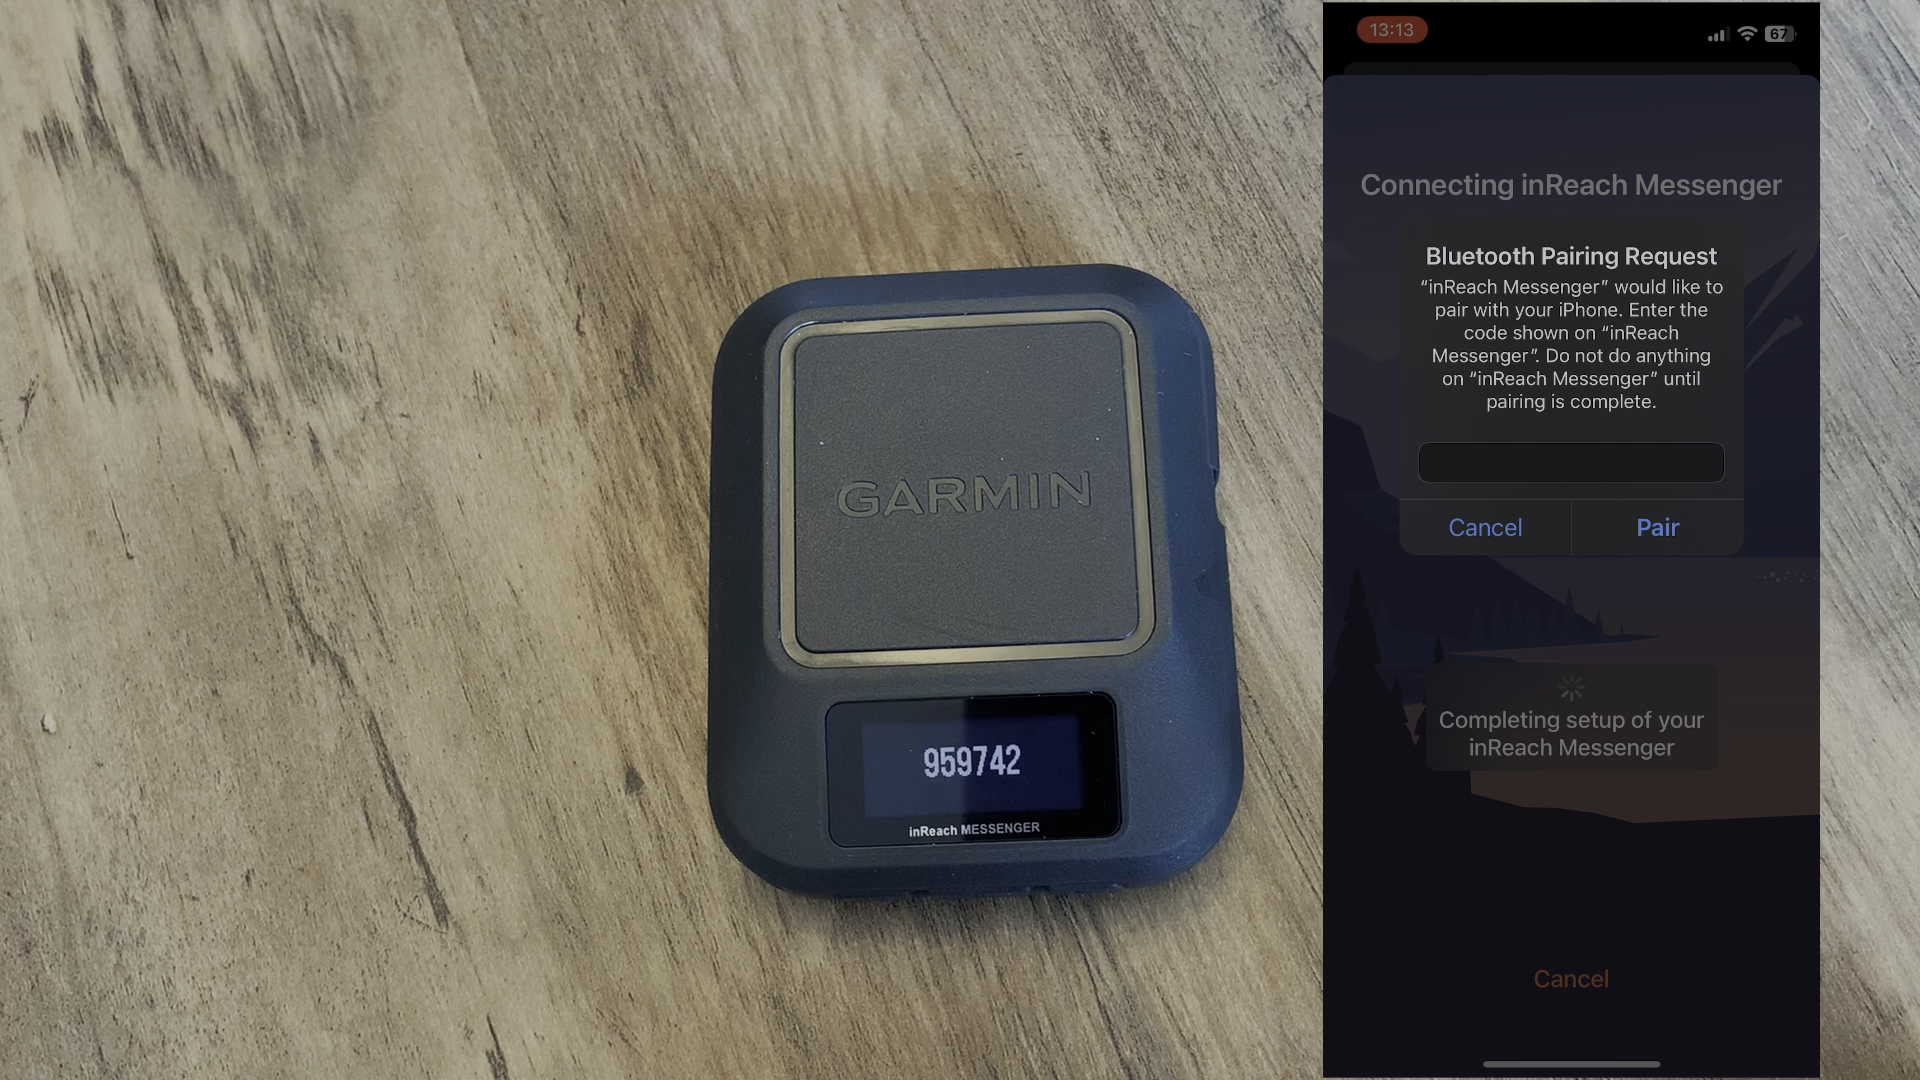 GARMIN
959742
inReach MESSENGER
13:13
67
Connecting inReach Messenger
Bluetooth Pairing Request
“inReach Messenger” would like to
pair with your iPhone. Enter the
code shown on “inReach
Messenger”. Do not do anything
on “inReach Messenger” until
pairing is complete.
Cancel
Pair
Completing setup of your
inReach Messenger
Cancel